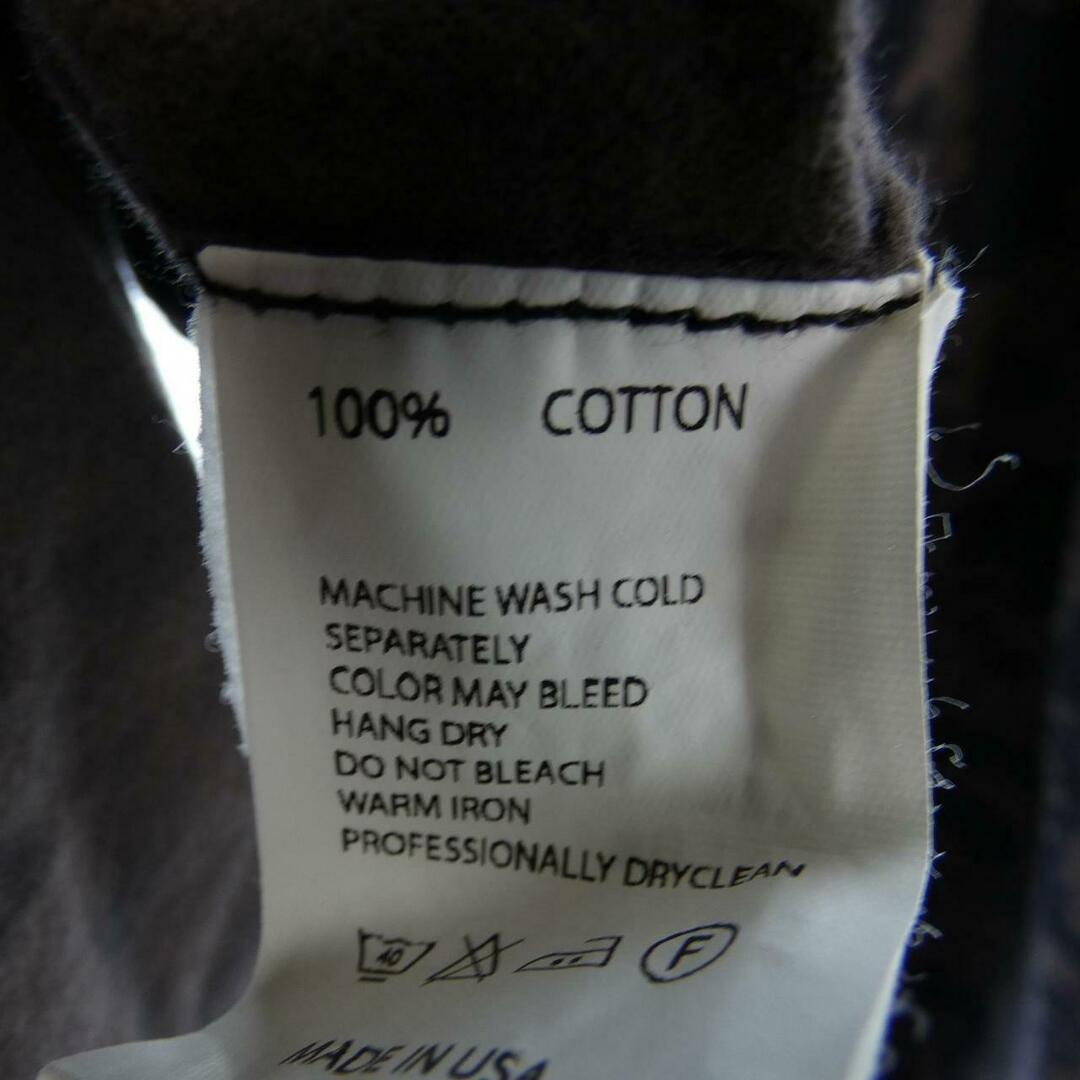 100% COTTON
MACHINE WASH COLD
SEPARATELY
COLOR MAY BLEED
HANG DRY
DO NOT BLEACH
WARM IRON
PROFESSIONALLY DRYCLEAN
40 F
MADE IN USA